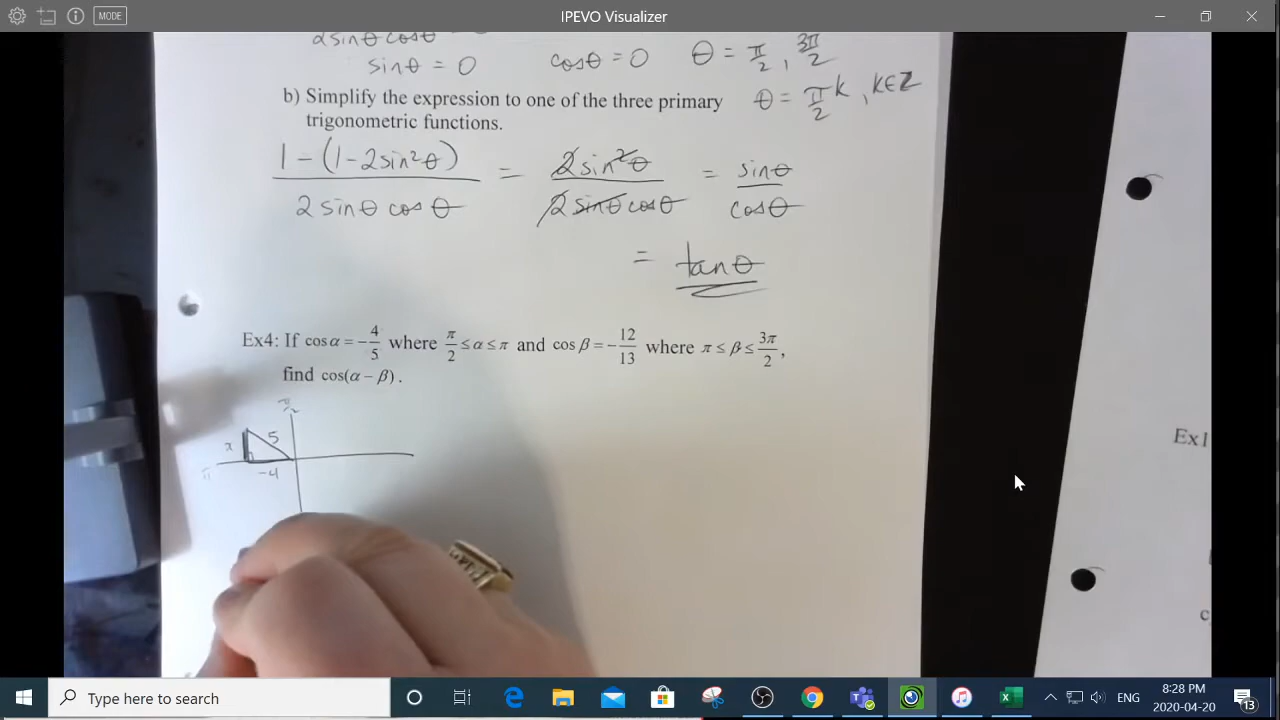 IPEVO Visualizer
MODE
2sinθcosθ
sinθ = 0 cosθ = 0 θ = π/2, 3π/2
b) Simplify the expression to one of the three primary θ = π/2 k, k∈Z
trigonometric functions.
1 - (1-2sin²θ) / 2 sinθ cosθ = 2sin²θ / 2sinθcosθ = sinθ / cosθ
= tanθ
Ex4: If cos α = -4/5 where π/2 ≤ α ≤ π and cos β = -12/13 where π ≤ β ≤ 3π/2,
find cos(α - β).
π/2
x 5
π -4
Ex1
Type here to search
ENG
8:28 PM
2020-04-20
13